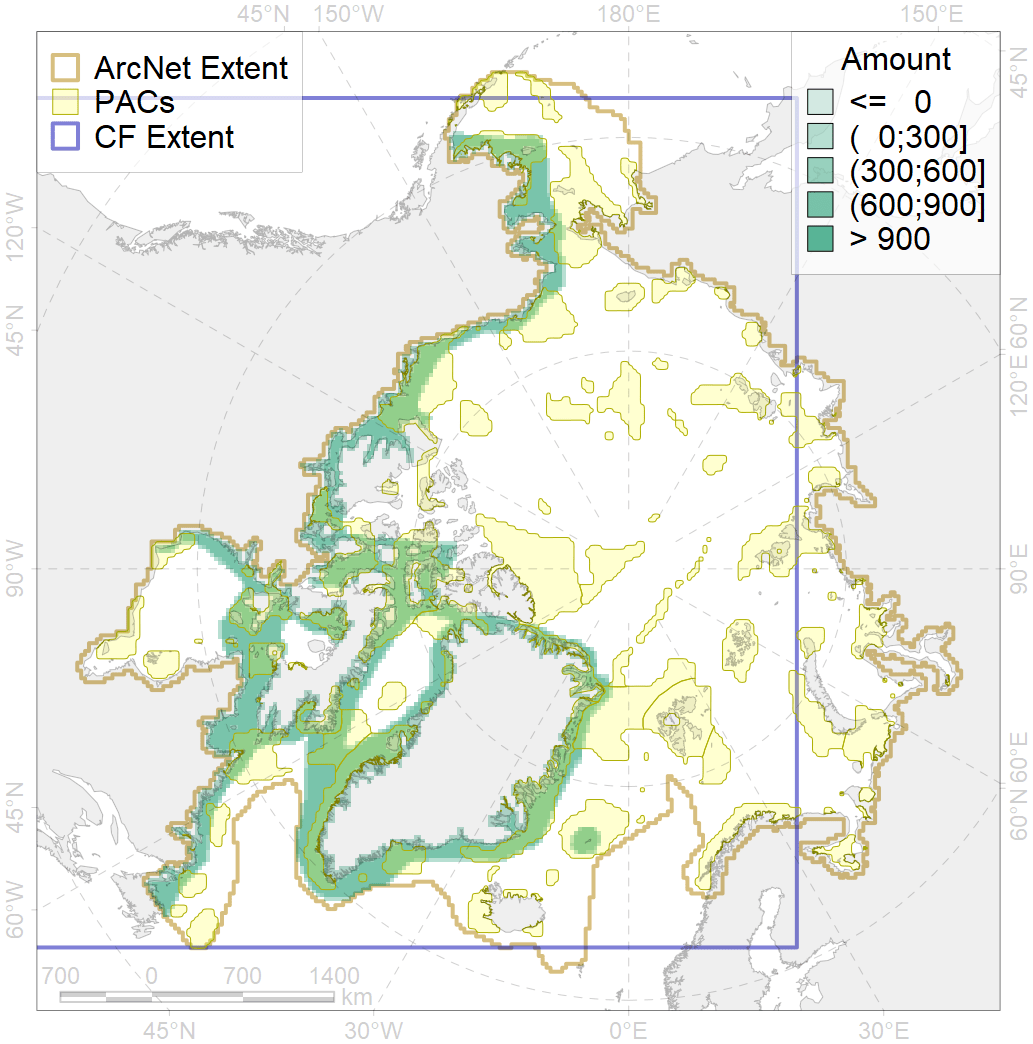 45°N 150°W 180°E 150°E
ArcNet Extent
PACs
CF Extent
Amount
<= 0
( 0;300]
(300;600]
(600;900]
> 900
45°N
120°W
45°N
60°N
120°E
90°W
90°E
45°N
60°E
60°N
60°W
700 0 700 1400
km
45°N 30°W 0°E 30°E